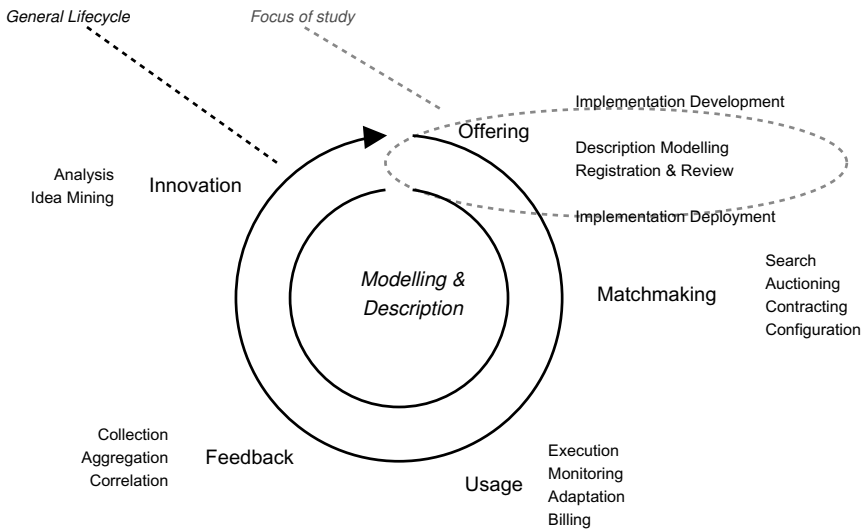 General Lifecycle
Focus of study
Implementation Development
Offering
Description Modelling
Registration & Review
Analysis
Idea Mining
Innovation
Implementation Deployment
Modelling &
Description
Matchmaking
Search
Auctioning
Contracting
Configuration
Collection
Aggregation
Correlation
Feedback
Usage
Execution
Monitoring
Adaptation
Billing